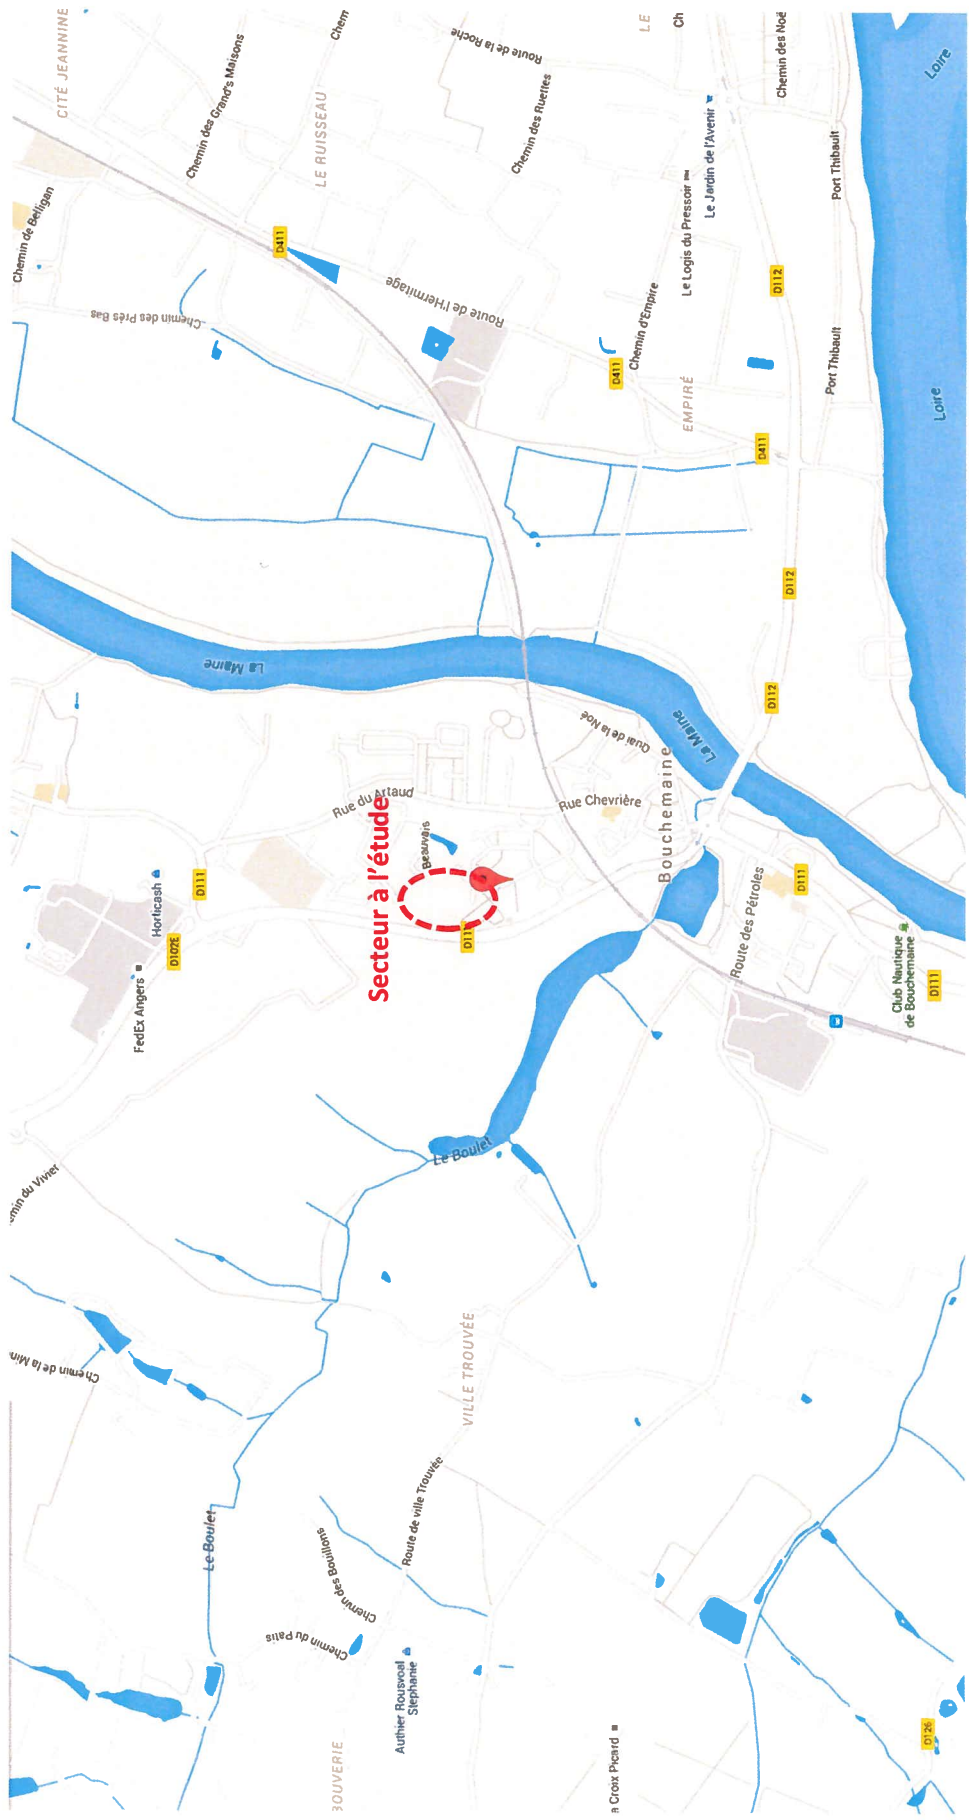 CITÉ JEANNINE
Chemin de Belligan
Chemin des Grand's Maisons
Chem
LE RUISSEAU
Route de la Roche
Chemin des Ruettes
LE
Ch
Chemin des Noë
Loire
D411
Chemin des Prés Bas
Route de l'Hermitage
Le Logis du Pressoir
Le Jardin de l'Avenir
Port Thibault
D112
Chemin d'Empire
D411
EMPIRÉ
Port Thibault
Loire
D411
D112
La Maine
D112
La Maine
Quai de la Noë
Bouchemaine
Rue Chevrière
Rue du Artaud
Beauvais
Secteur à l'étude
D111
Horticash
D111
D102E
FedEx Angers
Route des Pétroles
D111
Club Nautique
de Bouchemaine
D111
Le Boulet
emin du Vivier
Chemin de la Min
VILLE TROUVÉE
Route de ville Trouvée
Le Boulet
Chemin des Bouillons
Chemin du Patis
Authier Rousvoal
Stephanie
BOUVERIE
a Croix Picard
D126